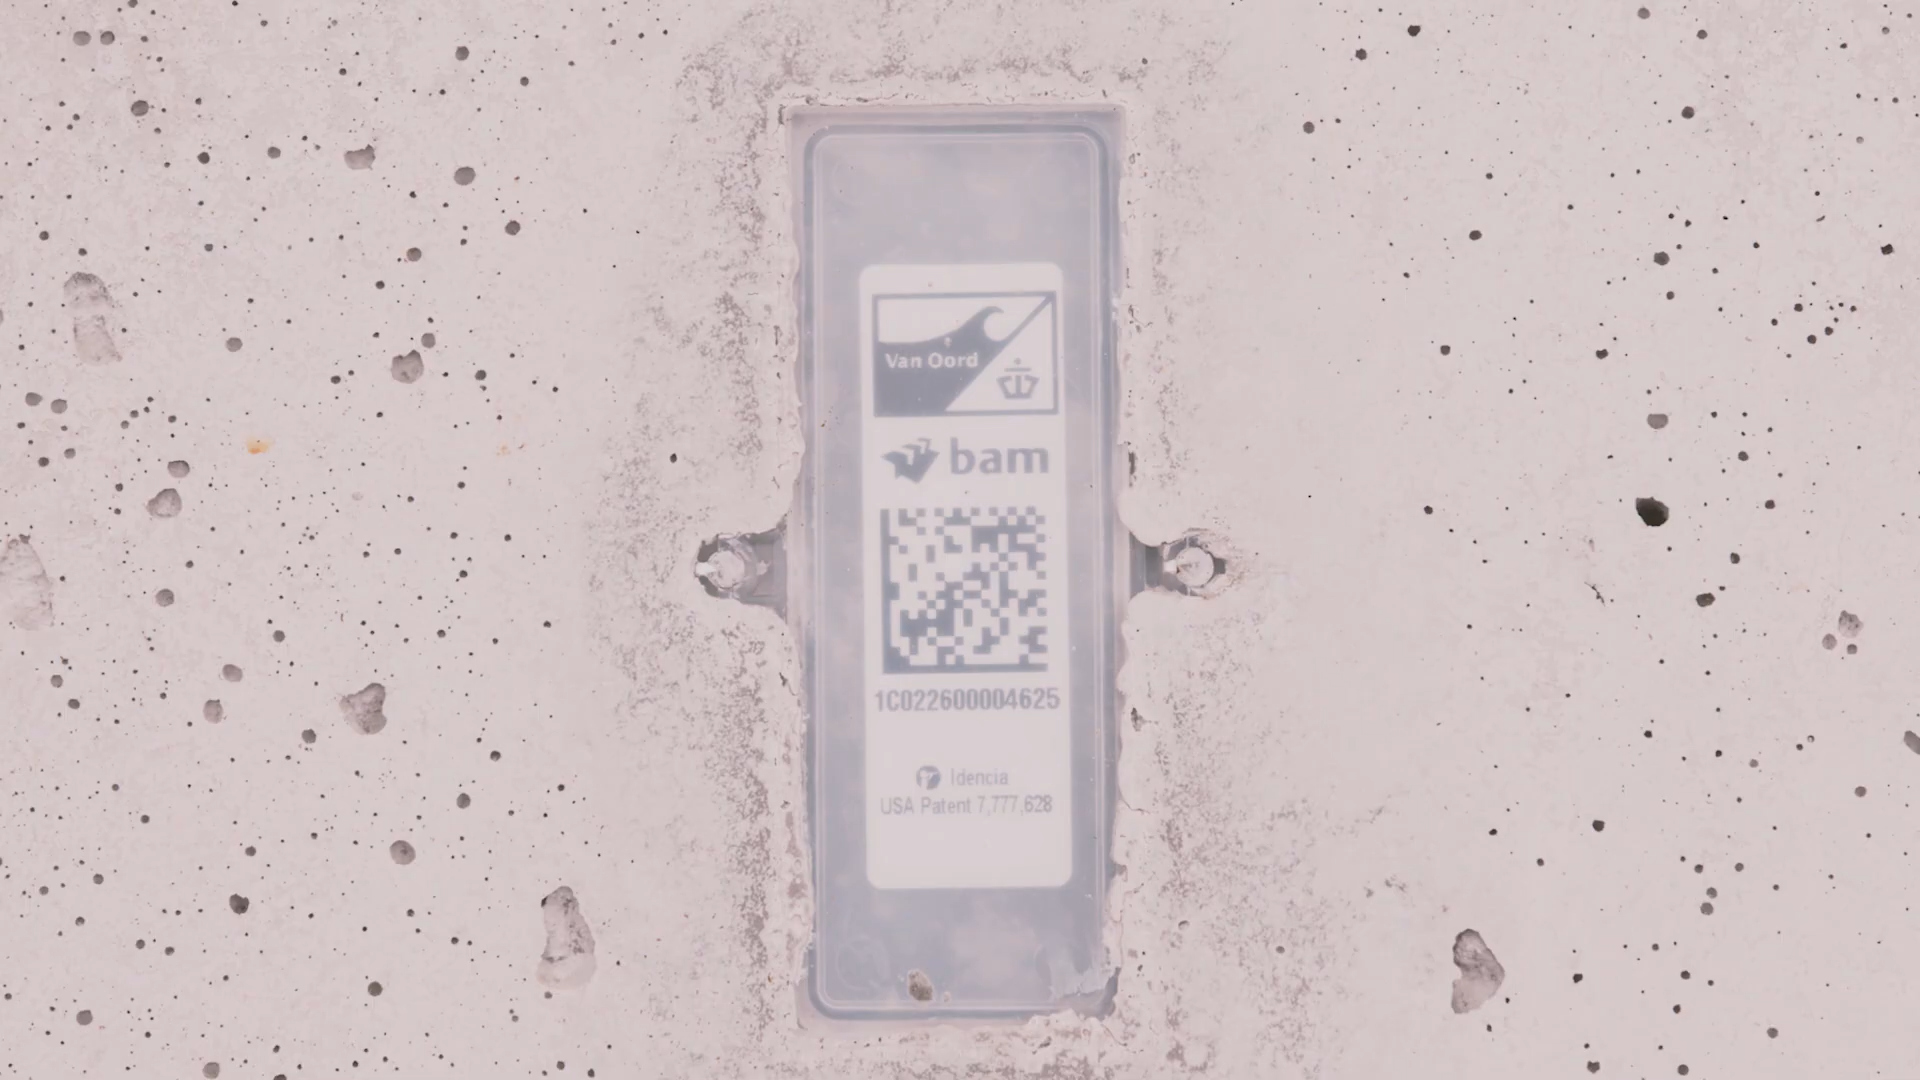 Van Oord
bam
1C022600004625
Idencia
USA Patent 7,777,628